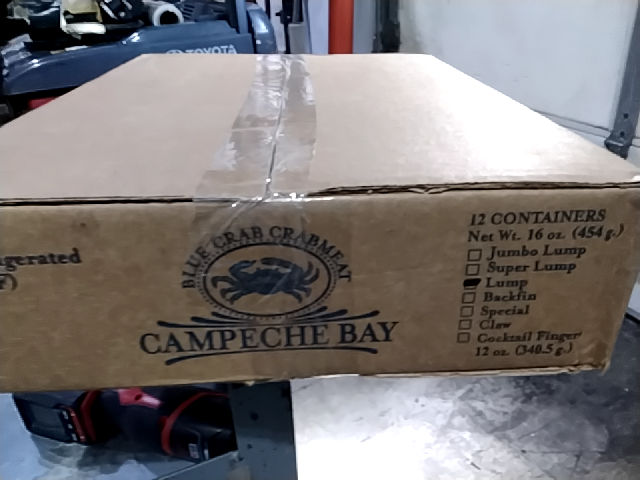 TOYOTA
BLUE CRAB CRABMEAT
CAMPECHE BAY
12 CONTAINERS
Net Wt. 16 oz. (454 g.)
Jumbo Lump
Super Lump
Lump
Backfin
Special
Claw
Cocktail Finger
12 oz. (340.5 g.)